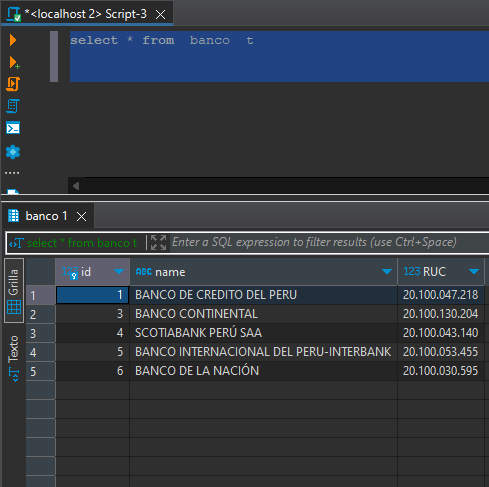 *<localhost 2> Script-3
select * from  banco  t
banco 1
select * from banco t Enter a SQL expression to filter results (use Ctrl+Space)
Grilla
Texto
id ABC name 123 RUC
1 1 BANCO DE CREDITO DEL PERU 20.100.047.218
2 3 BANCO CONTINENTAL 20.100.130.204
3 4 SCOTIABANK PERÚ SAA 20.100.043.140
4 5 BANCO INTERNACIONAL DEL PERU-INTERBANK 20.100.053.455
5 6 BANCO DE LA NACIÓN 20.100.030.595